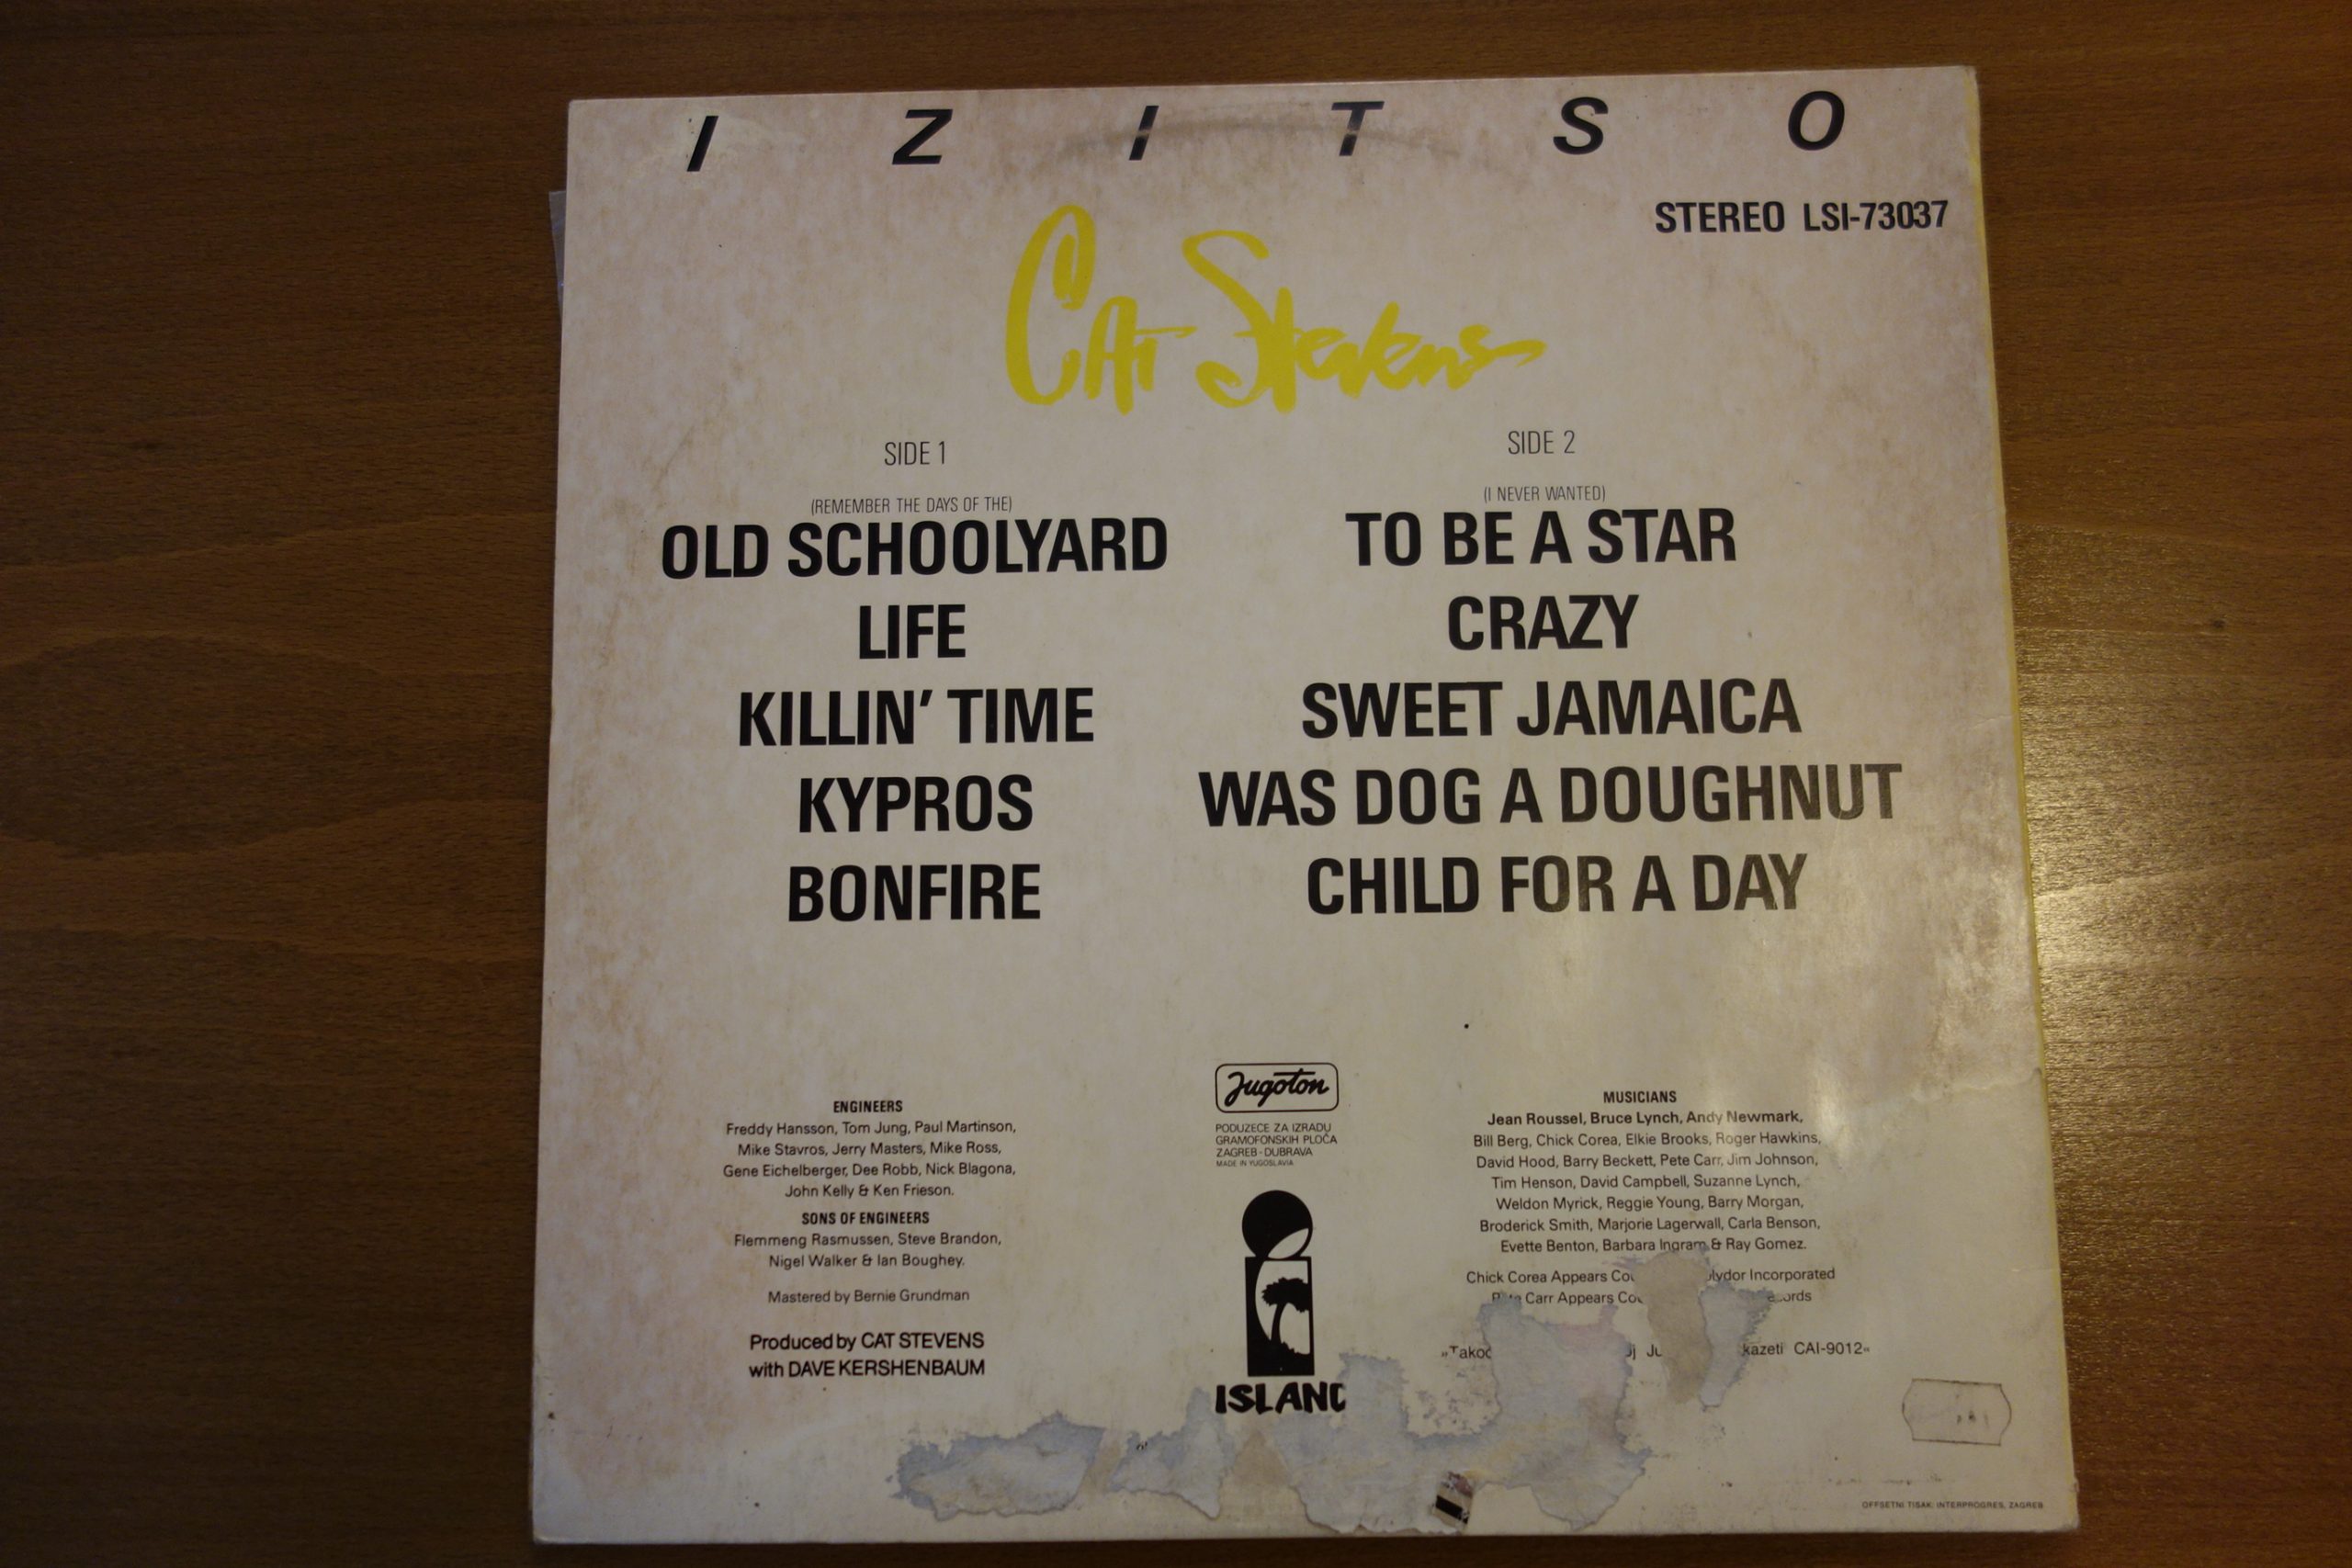 I Z I T S O
STEREO LSI-73037
Cat Stevens
SIDE 1
(REMEMBER THE DAYS OF THE)
OLD SCHOOLYARD
LIFE
KILLIN' TIME
KYPROS
BONFIRE
SIDE 2
(I NEVER WANTED)
TO BE A STAR
CRAZY
SWEET JAMAICA
WAS DOG A DOUGHNUT
CHILD FOR A DAY
ENGINEERS
Freddy Hansson, Tom Jung, Paul Martinson,
Mike Stavros, Jerry Masters, Mike Ross,
Gene Eichelberger, Dee Robb, Nick Blagona,
John Kelly & Ken Frieson.
SONS OF ENGINEERS
Flemmeng Rasmussen, Steve Brandon,
Nigel Walker & Ian Boughey.
Mastered by Bernie Grundman
Produced by CAT STEVENS
with DAVE KERSHENBAUM
Jugoton
PODUZECE ZA IZRADU
GRAMOFONSKIH PLOČA
ZAGREB-DUBRAVA
MADE IN YUGOSLAVIA
ISLAND
MUSICIANS
Jean Roussel, Bruce Lynch, Andy Newmark,
Bill Berg, Chick Corea, Elkie Brooks, Roger Hawkins,
David Hood, Barry Beckett, Pete Carr, Jim Johnson,
Tim Henson, David Campbell, Suzanne Lynch,
Weldon Myrick, Reggie Young, Barry Morgan,
Broderick Smith, Marjorie Lagerwall, Carla Benson,
Evette Benton, Barbara Ingram & Ray Gomez.
Chick Corea Appears Incorporated
Carr Appears
kazeti CAI-9012«
OFFSETNI TISAK: INTERPROGRES, ZAGREB